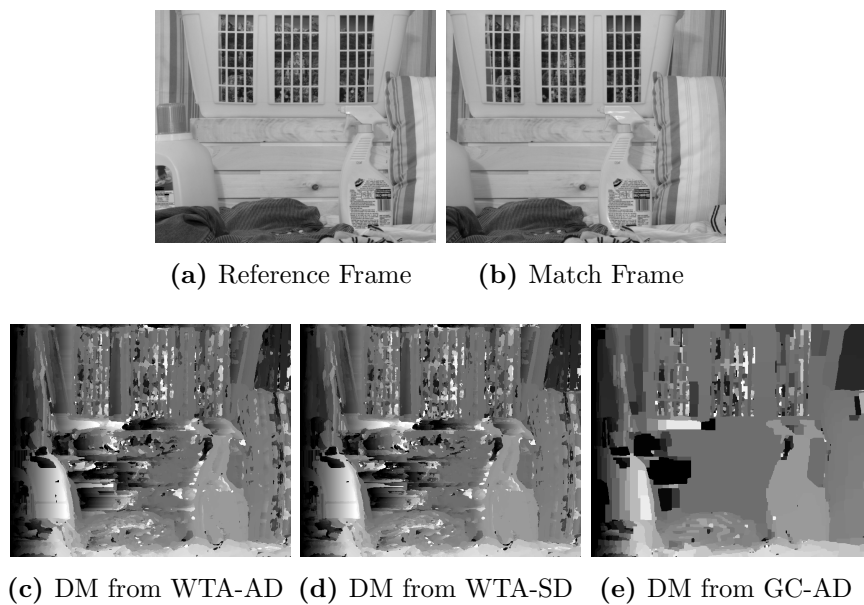 (a) Reference Frame
(b) Match Frame
(c) DM from WTA-AD
(d) DM from WTA-SD
(e) DM from GC-AD